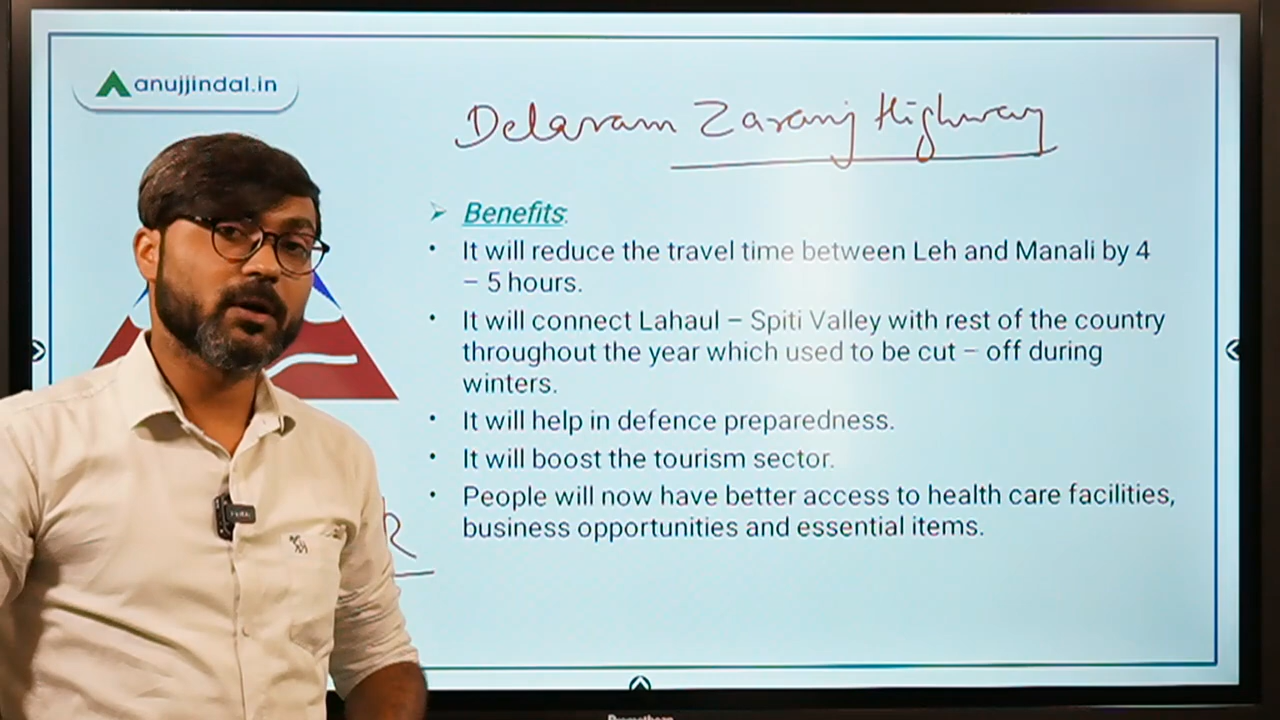 anujjindal.in
Delaram Zaranj Highway
➢ Benefits:
• It will reduce the travel time between Leh and Manali by 4
– 5 hours.
• It will connect Lahaul – Spiti Valley with rest of the country
throughout the year which used to be cut – off during
winters.
• It will help in defence preparedness.
• It will boost the tourism sector.
• People will now have better access to health care facilities,
business opportunities and essential items.
R